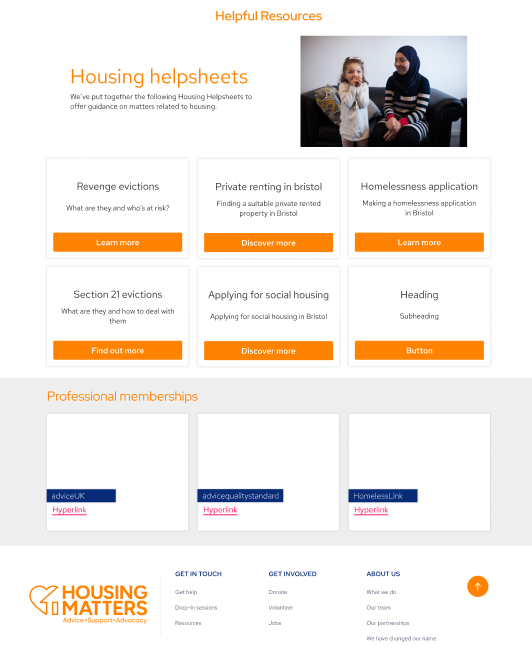 Helpful Resources
Housing helpsheets
We've put together the following Housing Helpsheets to
offer guidance on matters related to housing.
Revenge evictions
What are they and who's at risk?
Learn more
Private renting in bristol
Finding a suitable private rented
property in Bristol
Discover more
Homelessness application
Making a homelessness application
in Bristol
Learn more
Section 21 evictions
What are they and how to deal with
them
Find out more
Applying for social housing
Applying for social housing in Bristol
Discover more
Heading
Subheading
Button
Professional memberships
adviceUK
Hyperlink
advicequalitystandard
Hyperlink
HomelessLink
Hyperlink
HOUSING
MATTERS
Advice•Support•Advocacy
GET IN TOUCH
Get help
Drop-In sessions
Resources
GET INVOLVED
Donate
Volunteer
Jobs
ABOUT US
What we do
Our team
Our partnerships
We have changed our name